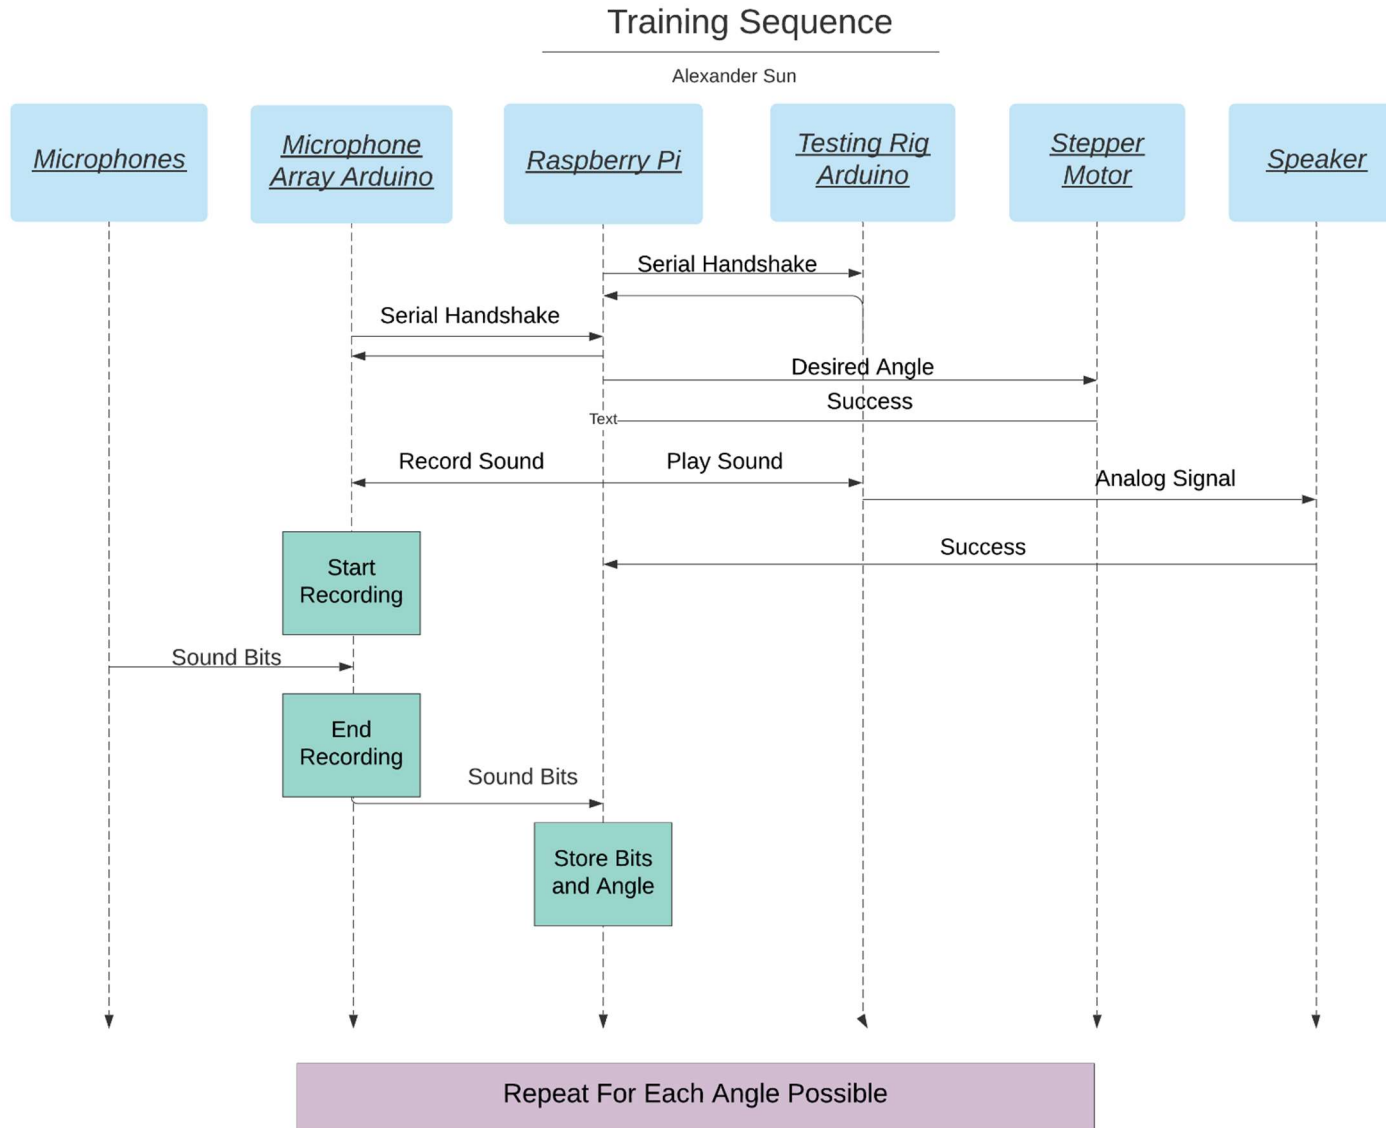 Training Sequence
Alexander Sun
Microphones
Microphone
Array Arduino
Raspberry Pi
Testing Rig
Arduino
Stepper
Motor
Speaker
Serial Handshake
Serial Handshake
Desired Angle
Success
Text
Record Sound
Play Sound
Analog Signal
Success
Start
Recording
Sound Bits
End
Recording
Sound Bits
Store Bits
and Angle
Repeat For Each Angle Possible